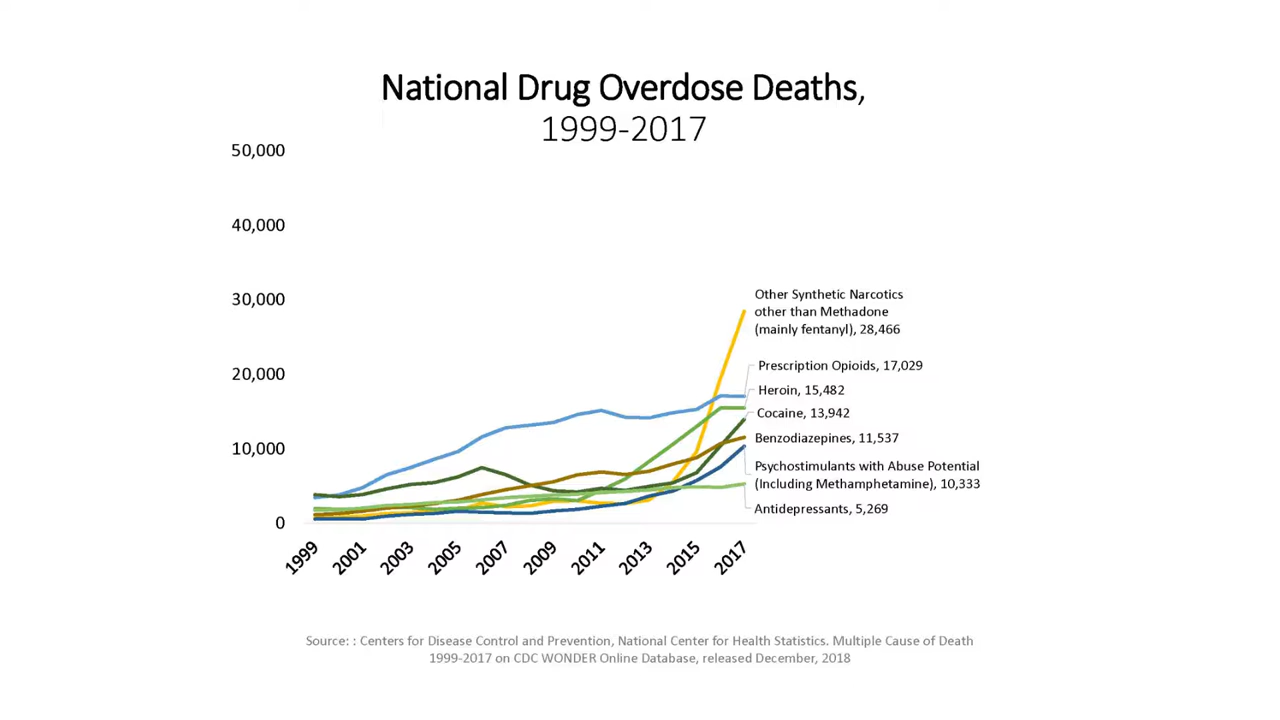 National Drug Overdose Deaths,
1999-2017
50,000
40,000
30,000
20,000
10,000
0
Other Synthetic Narcotics
other than Methadone
(mainly fentanyl), 28,466
Prescription Opioids, 17,029
Heroin, 15,482
Cocaine, 13,942
Benzodiazepines, 11,537
Psychostimulants with Abuse Potential
(Including Methamphetamine), 10,333
Antidepressants, 5,269
1999
2001
2003
2005
2007
2009
2011
2013
2015
2017
Source: : Centers for Disease Control and Prevention, National Center for Health Statistics. Multiple Cause of Death
1999-2017 on CDC WONDER Online Database, released December, 2018